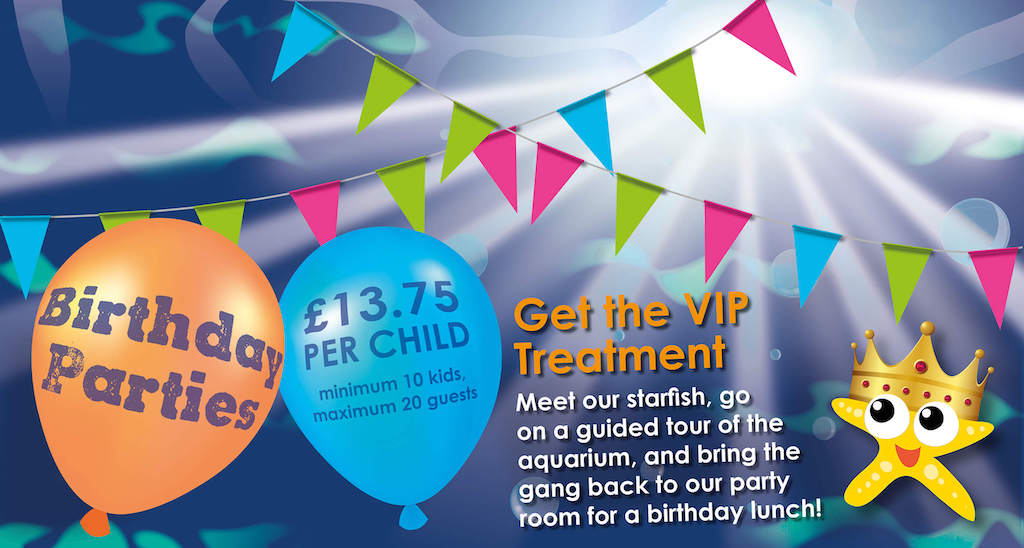 Birthday
Parties
£13.75
PER CHILD
minimum 10 kids,
maximum 20 guests
Get the VIP
Treatment
Meet our starfish, go
on a guided tour of the
aquarium, and bring the
gang back to our party
room for a birthday lunch!